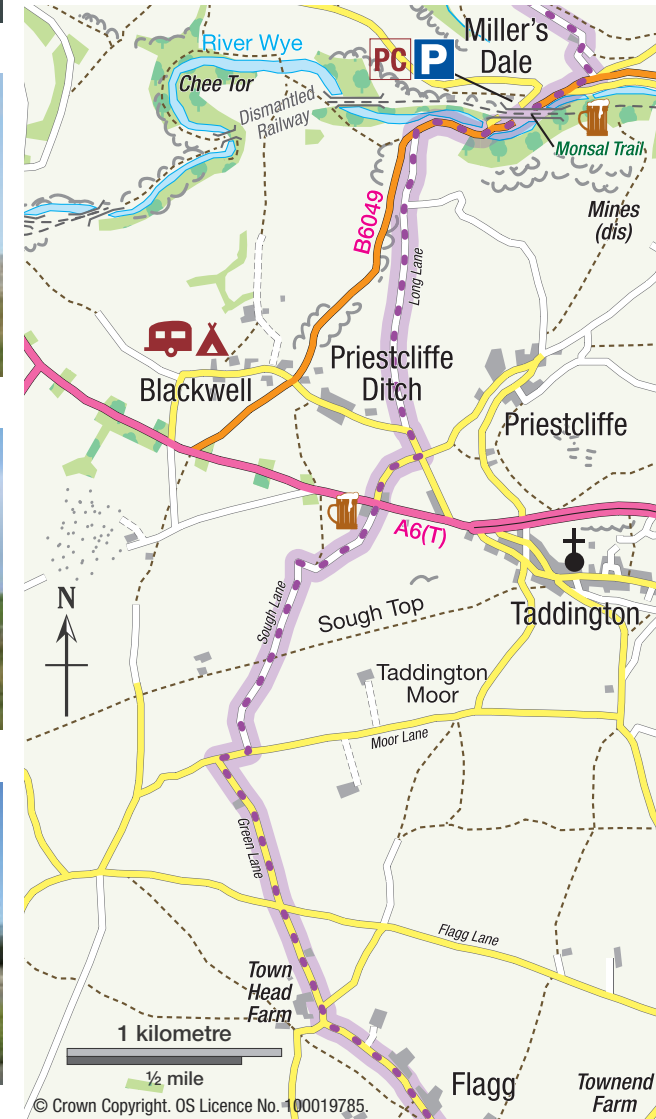 Miller's
Dale
River Wye
PC P
Chee Tor
Dismantled
Railway
Monsal Trail
Mines
(dis)
B6049
Long Lane
Priestcliffe
Ditch
Blackwell
Priestcliffe
A6(T)
N
Sough Lane
Sough Top
Taddington
Taddington
Moor
Moor Lane
Green Lane
Flagg Lane
Town
Head
Farm
1 kilometre
½ mile
Flagg
Townend
Farm
© Crown Copyright. OS Licence No. 100019785.